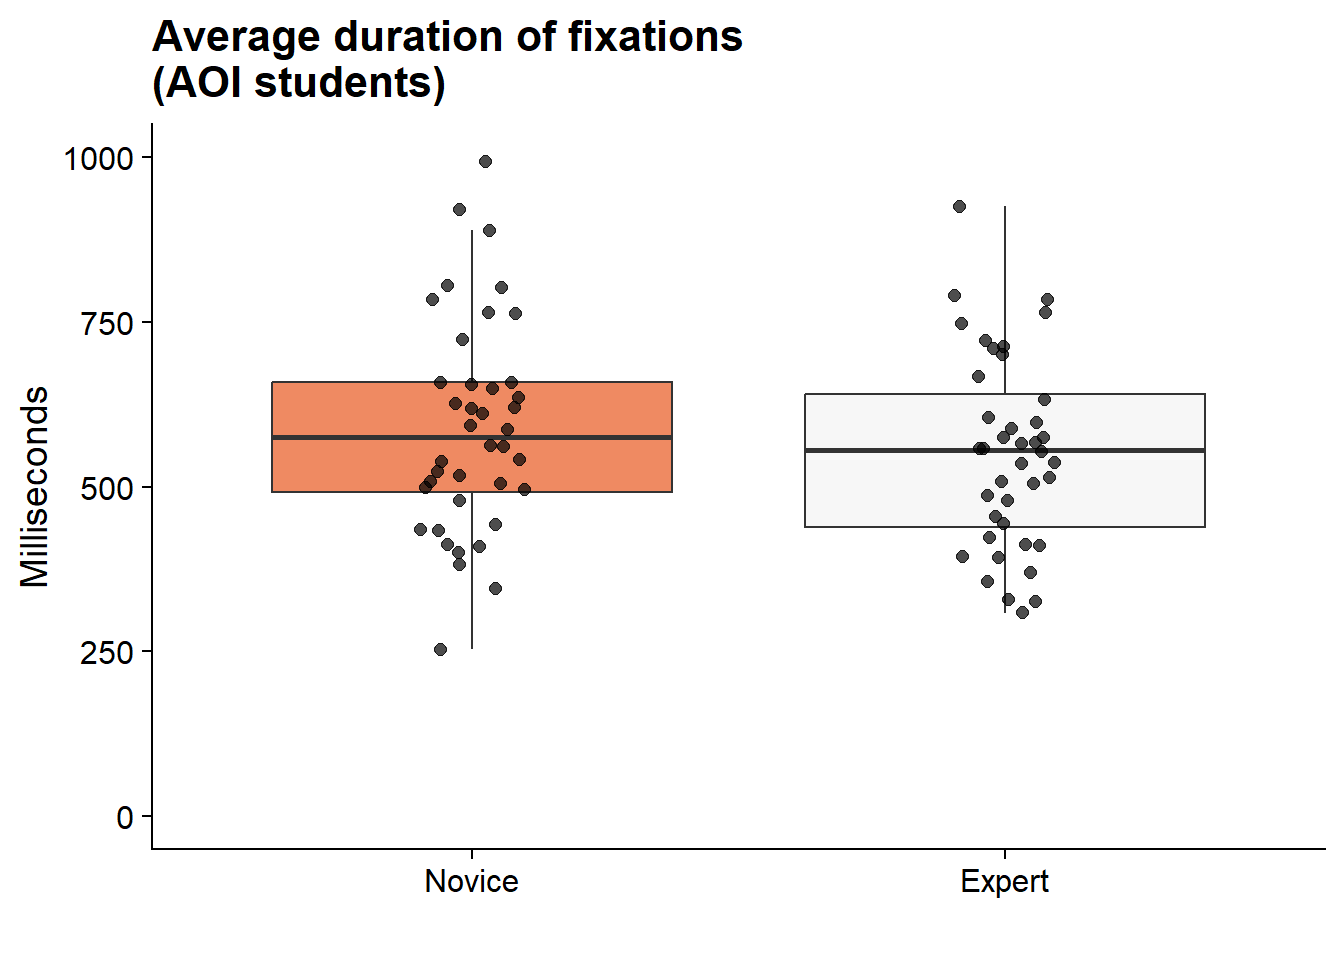 Average duration of fixations
(AOI students)
Milliseconds
1000
750
500
250
0
Novice
Expert